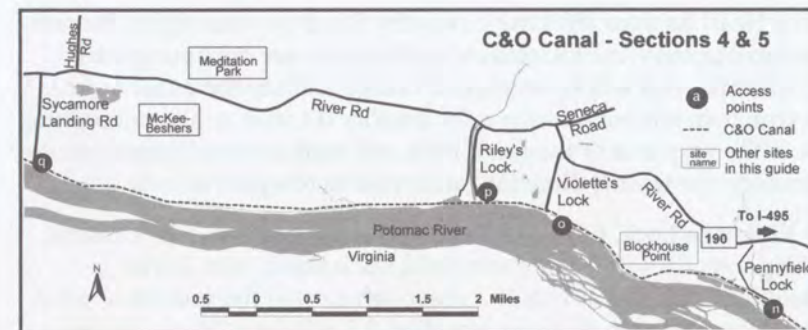 C&O Canal - Sections 4 & 5
Hughes
Rd
Meditation
Park
Sycamore
Landing Rd
McKee-
Beshers
River Rd
Seneca
Road
Riley's
Lock
Violette's
Lock
River Rd
a
Access
points
C&O Canal
site
name
Other sites
in this guide
q
p
o
n
To I-495
190
Blockhouse
Point
Pennyfield
Lock
Potomac River
Virginia
N
0.5 0 0.5 1 1.5 2 Miles